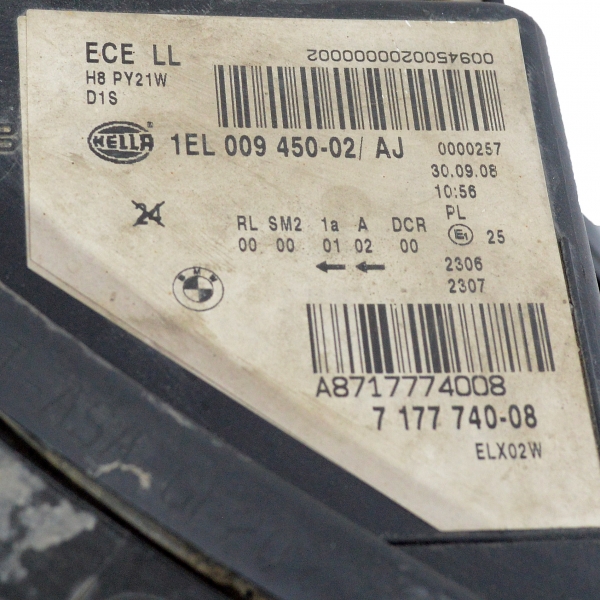 ECE LL
H8 PY21W
D1S
00945002000000002
HELLA
1EL 009 450-02/ AJ
0000257
30.09.08
10:56
PL
24
RL SM2 1a A DCR
00 00 01 02 00
E1 25
2306
2307
BMW
A8717774008
7 177 740-08
ELX02W